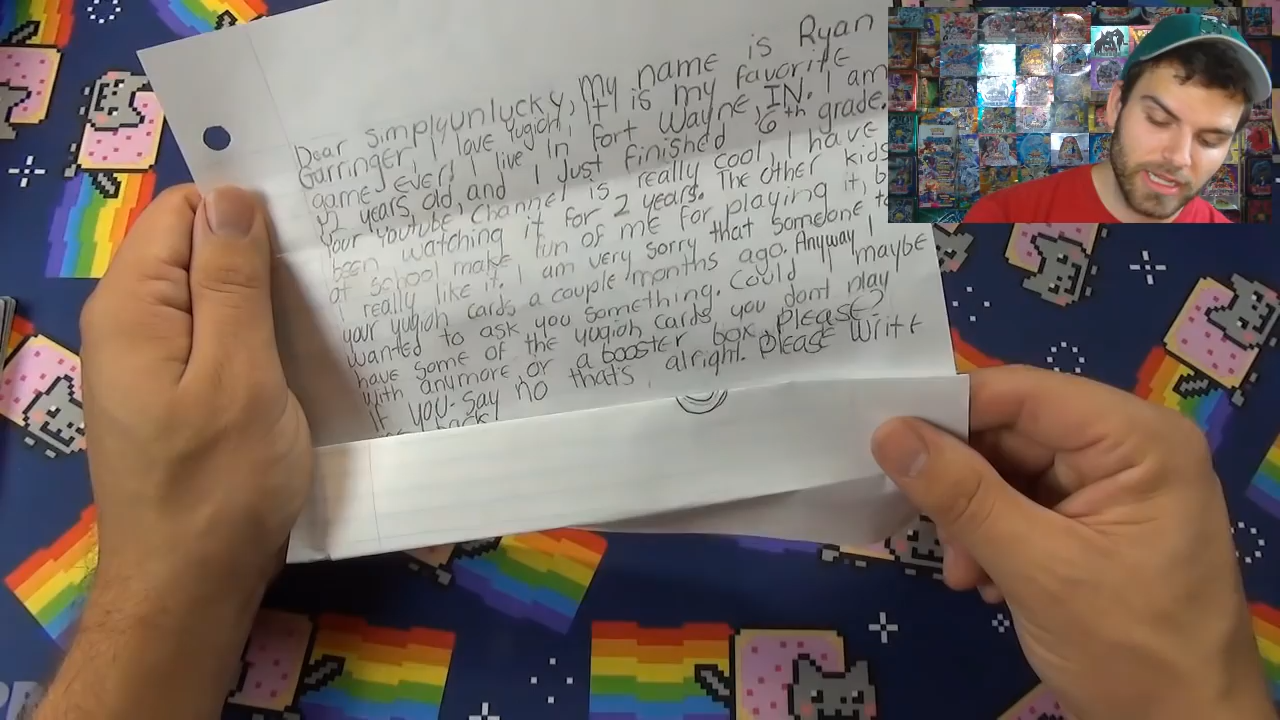 Dear simplyunlucky, My name is Ryan
Garringer, I love Yugioh, It is my favorite
game ever! I live in Fort Wayne, IN. I am
12 years old, and I Just finished 6th grade.
Your Youtube Channel is really cool, I have
been watching it for 2 years. The other kids
at school make fun of me for playing it, b
I really like it. I am very sorry that someone to
your yugioh cards a couple months ago. Anyway I
wanted to ask you something. Could I maybe
have some of the yugioh cards you dont play
with anymore or a booster box, please?
If you say no thats alright. Please write
back